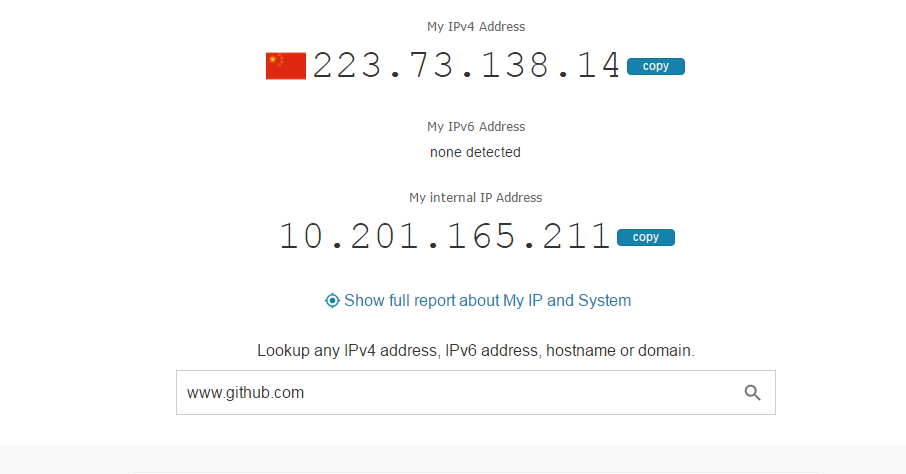 My IPv4 Address
223.73.138.14 copy
My IPv6 Address
none detected
My internal IP Address
10.201.165.211 copy
Show full report about My IP and System
Lookup any IPv4 address, IPv6 address, hostname or domain.
www.github.com